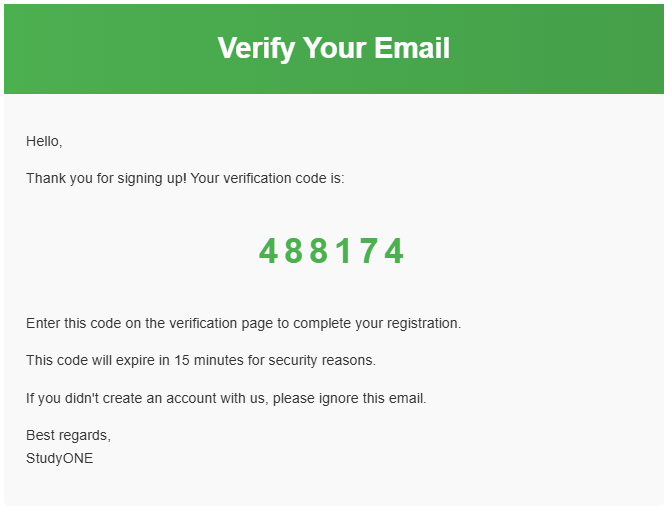 Verify Your Email
Hello,
Thank you for signing up! Your verification code is:
488174
Enter this code on the verification page to complete your registration.
This code will expire in 15 minutes for security reasons.
If you didn't create an account with us, please ignore this email.
Best regards,
StudyONE